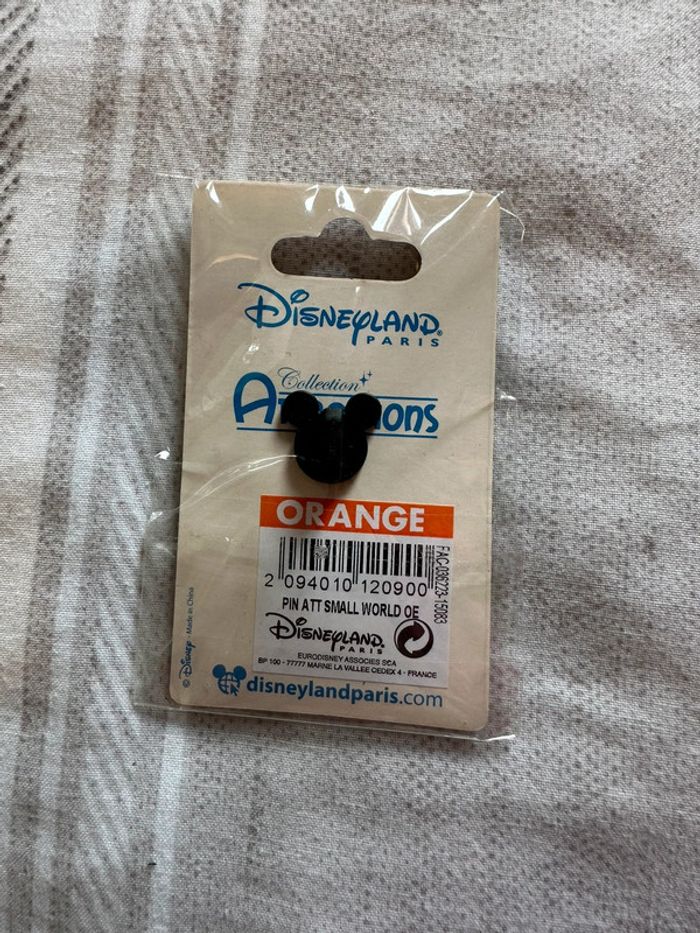 DISNEYLAND
PARIS
Collection
ORANGE
2 094010 120900
PIN ATT SMALL WORLD OE
FAC-036223-15083
DISNEYLAND
PARIS
EURODISNEY ASSOCIES SCA
BP 100 - 77777 MARNE LA VALLEE CEDEX 4 - FRANCE
© DISNEY - Made in China
disneylandparis.com